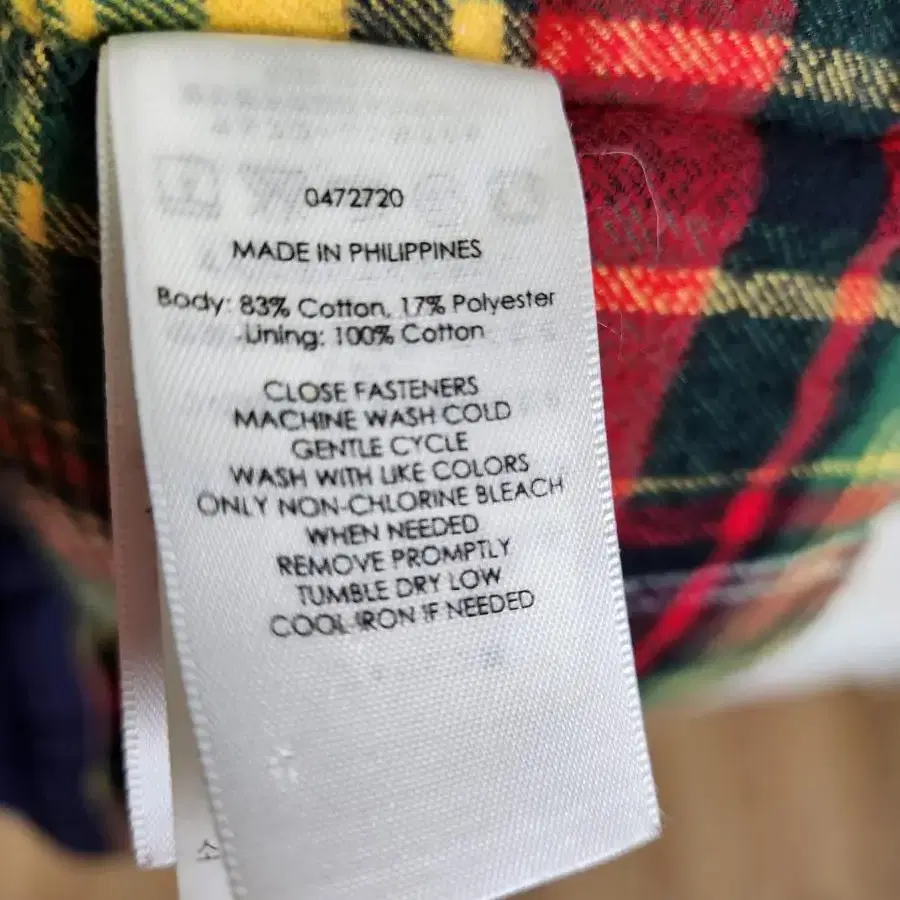 0472720
MADE IN PHILIPPINES
Body: 83% Cotton, 17% Polyester
Lining: 100% Cotton
CLOSE FASTENERS
MACHINE WASH COLD
GENTLE CYCLE
WASH WITH LIKE COLORS
ONLY NON-CHLORINE BLEACH
WHEN NEEDED
REMOVE PROMPTLY
TUMBLE DRY LOW
COOL IRON IF NEEDED
소